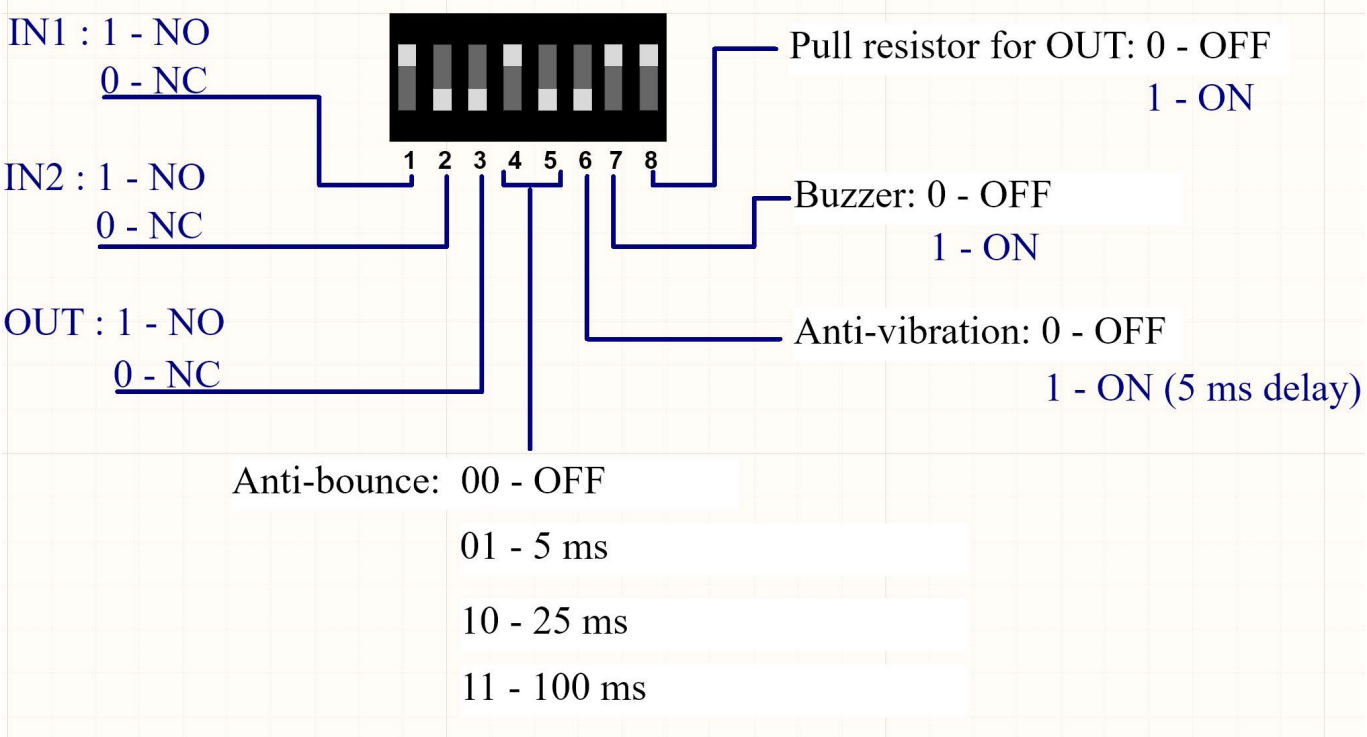 IN1 : 1 - NO
0 - NC
IN2 : 1 - NO
0 - NC
OUT : 1 - NO
0 - NC
1 2 3 4 5 6 7 8
Pull resistor for OUT: 0 - OFF
1 - ON
Buzzer: 0 - OFF
1 - ON
Anti-vibration: 0 - OFF
1 - ON (5 ms delay)
Anti-bounce: 00 - OFF
01 - 5 ms
10 - 25 ms
11 - 100 ms